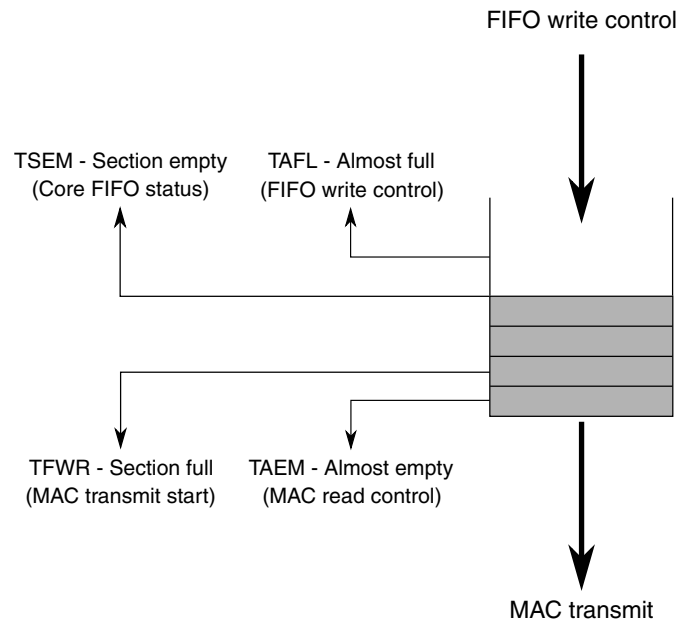 FIFO write control
TSEM - Section empty
(Core FIFO status)
TAFL - Almost full
(FIFO write control)
TFWR - Section full
(MAC transmit start)
TAEM - Almost empty
(MAC read control)
MAC transmit